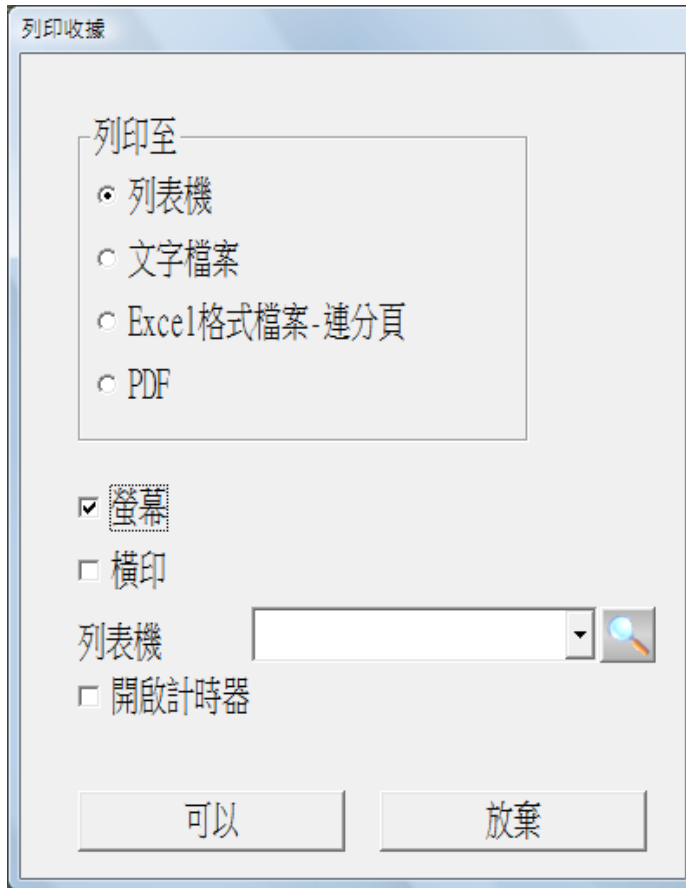 列印收據
列印至
列表機
文字檔案
Excel格式檔案-連分頁
PDF
螢幕
橫印
列表機
開啟計時器
可以
放棄